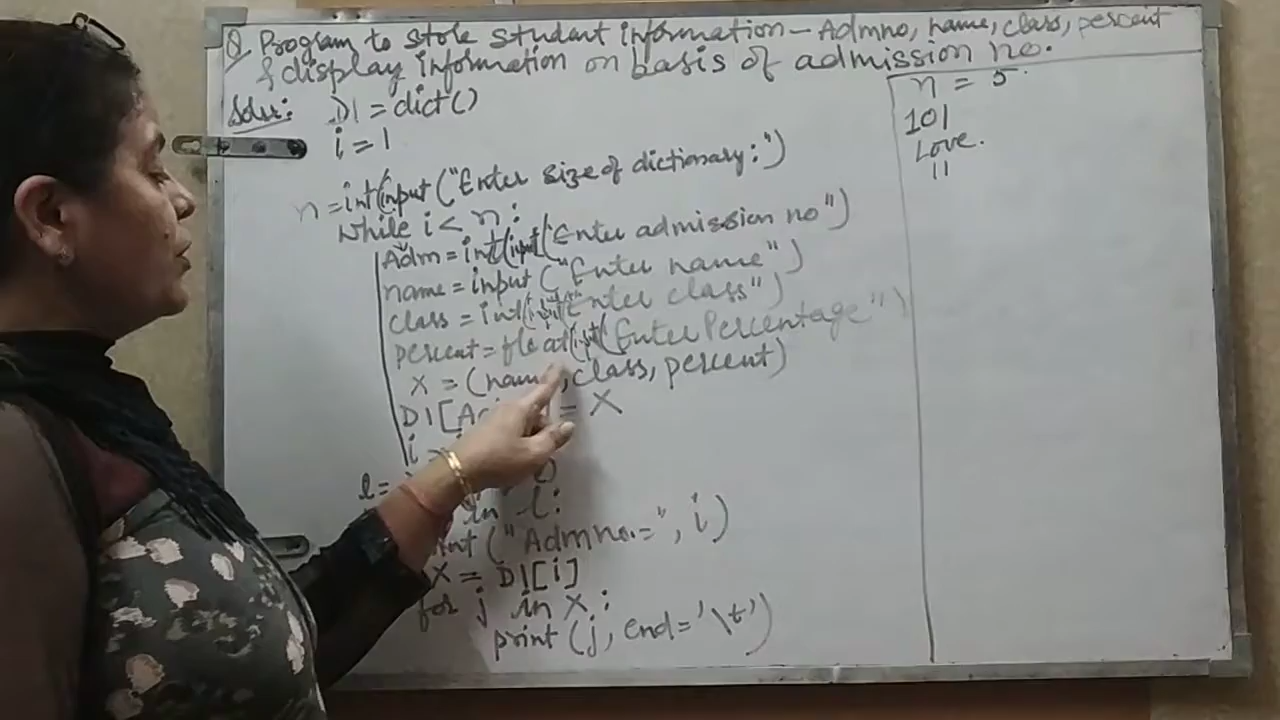 Q. Program to store student information - Admno, name, class, percent
& display information on basis of admission no.
Soln: D1 = dict()
i = 1
n = int(input("Enter size of dictionary:")
while i < n:
Adm = int(input("Enter admission no")
name = input ("Enter name")
class = int(input("Enter class")
percent = float(input("Enter Percentage")
X = (name, class, percent)
D1[Adm] = X
i =
l =
in l:
print ("Admno.=", i)
X = D1[i]
for j in X:
print (j, end='\t')
n = 5.
101
Love.
11